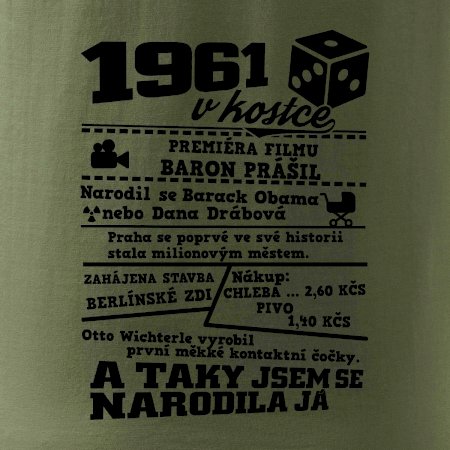 1961
v kostce
PREMIÉRA FILMU
BARON PRÁŠIL
Narodil se Barack Obama
nebo Dana Drábová
Praha se poprvé ve své historii
stala milionovým městem.
ZAHÁJENA STAVBA
BERLÍNSKÉ ZDI
Nákup:
CHLEBA ... 2,60 KČS
PIVO
1,40 KČS
Otto Wichterle vyrobil
první měkké kontaktní čočky.
A TAKY JSEM SE
NARODILA JÁ